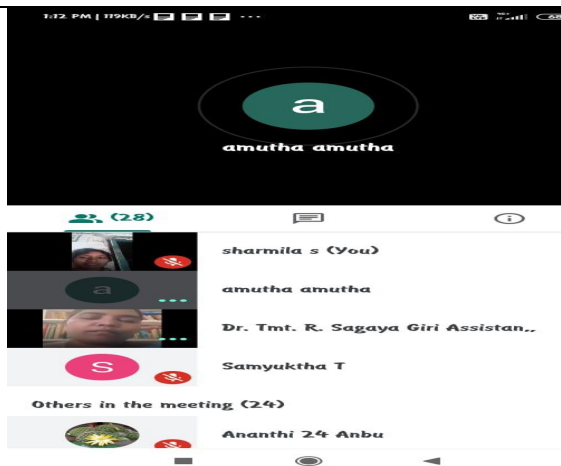 1:12 PM | 119KB/s ...
a
amutha amutha
(28)
sharmila s (You)
a
amutha amutha
Dr. Tmt. R. Sagaya Giri Assistan..
S
Samyuktha T
Others in the meeting (24)
Ananthi 24 Anbu